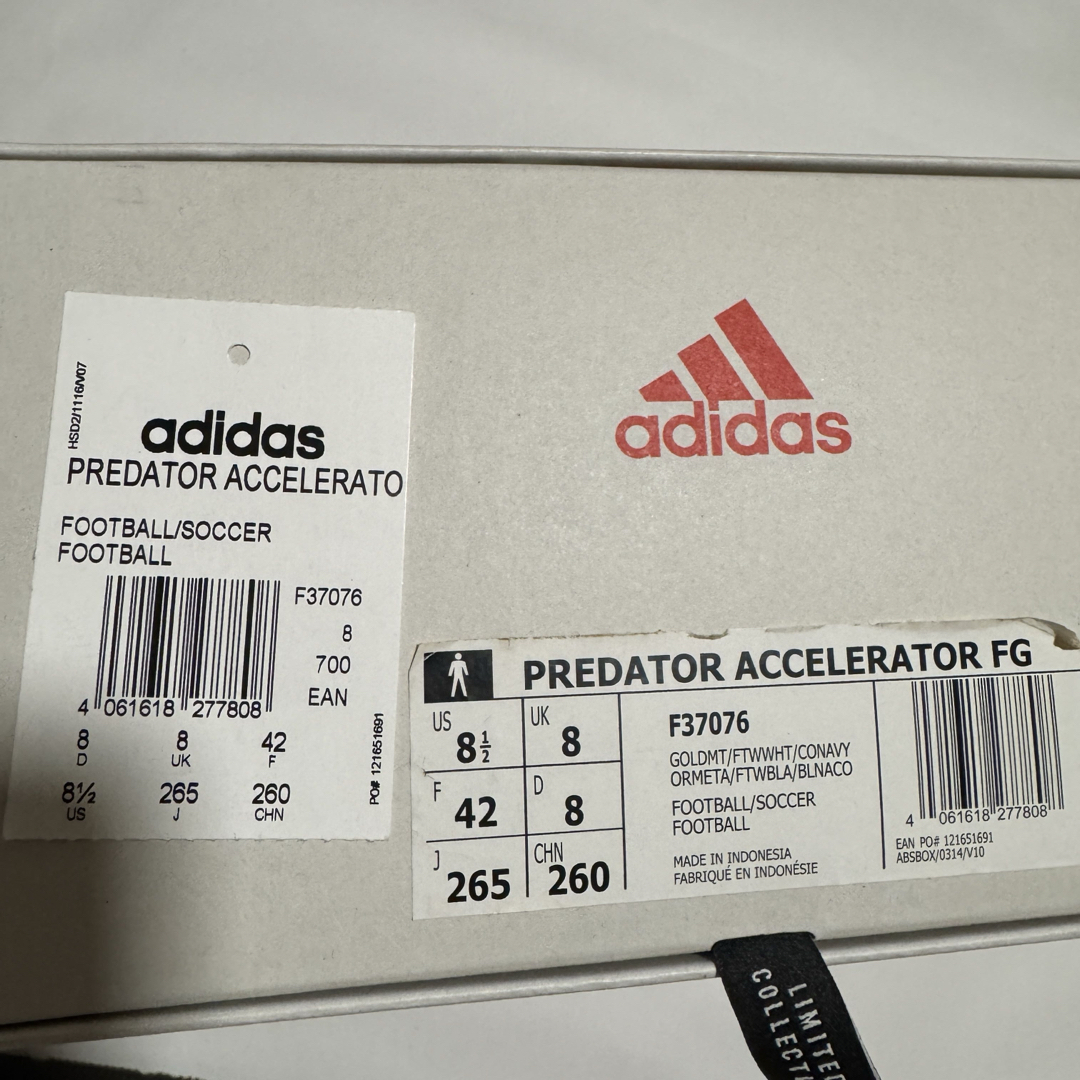 HSD2/1116/V07
adidas
PREDATOR ACCELERATO
FOOTBALL/SOCCER
FOOTBALL
F37076
8
700
EAN
4 061618 277808
8 8 42
D UK F
8½ 265 260
US J CHN
PO# 121651691
adidas
PREDATOR ACCELERATOR FG
US 8½ UK 8
F 42 D 8
J 265 CHN 260
F37076
GOLDMT/FTWWHT/CONAVY
ORMETA/FTWBLA/BLNACO
FOOTBALL/SOCCER
FOOTBALL
MADE IN INDONESIA
FABRIQUÉ EN INDONÉSIE
4 061618 277808
EAN PO# 121651691
ABSBOX/0314/V10
LIMITED